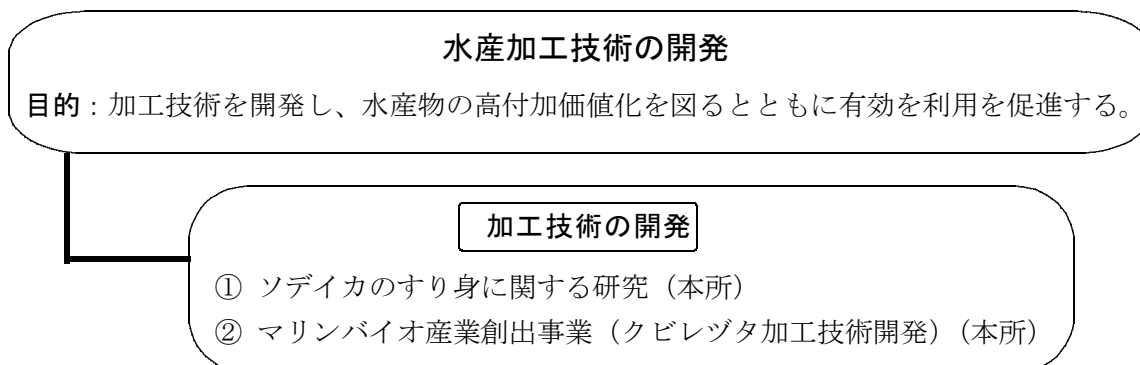 水産加工技術の開発
目的：加工技術を開発し、水産物の高付加価値化を図るとともに有効を利用を促進する。
加工技術の開発
① ソデイカのすり身に関する研究（本所）
② マリンバイオ産業創出事業（クビレヅタ加工技術開発）（本所）